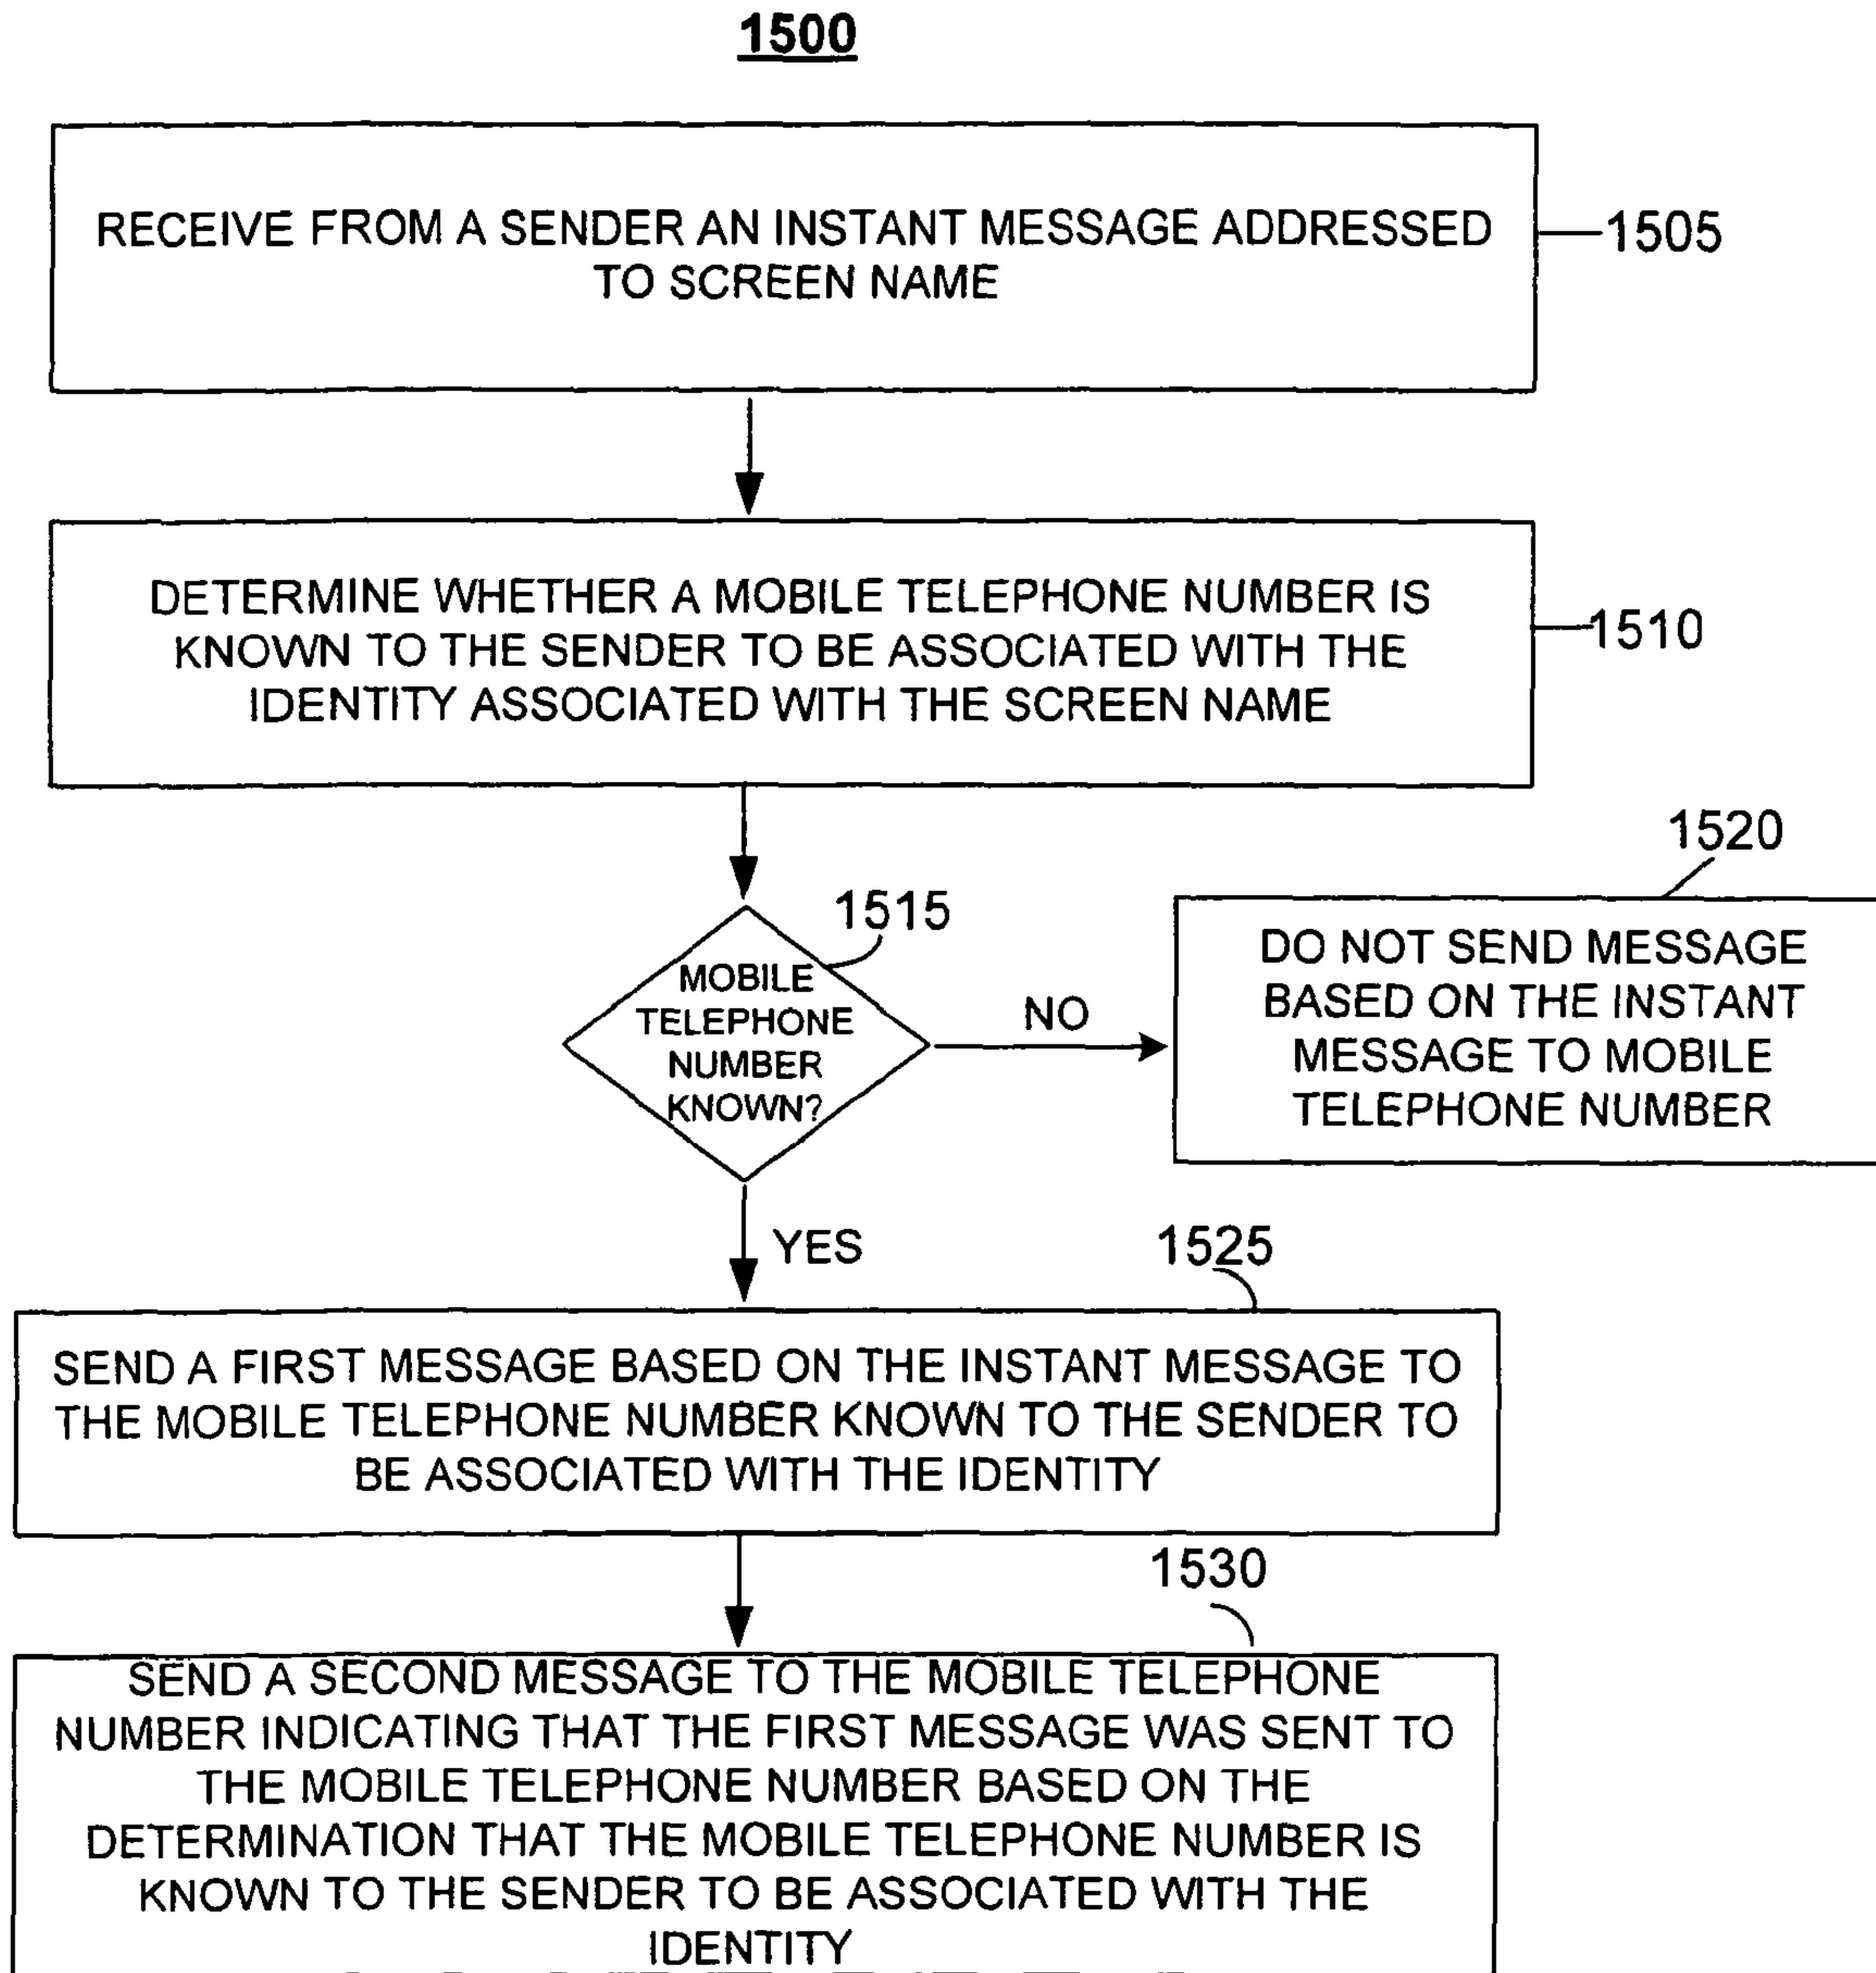 1500
RECEIVE FROM A SENDER AN INSTANT MESSAGE ADDRESSED
TO SCREEN NAME
1505
DETERMINE WHETHER A MOBILE TELEPHONE NUMBER IS
KNOWN TO THE SENDER TO BE ASSOCIATED WITH THE
IDENTITY ASSOCIATED WITH THE SCREEN NAME
1510
1515
MOBILE
TELEPHONE
NUMBER
KNOWN?
NO
1520
DO NOT SEND MESSAGE
BASED ON THE INSTANT
MESSAGE TO MOBILE
TELEPHONE NUMBER
YES
1525
SEND A FIRST MESSAGE BASED ON THE INSTANT MESSAGE TO
THE MOBILE TELEPHONE NUMBER KNOWN TO THE SENDER TO
BE ASSOCIATED WITH THE IDENTITY
1530
SEND A SECOND MESSAGE TO THE MOBILE TELEPHONE
NUMBER INDICATING THAT THE FIRST MESSAGE WAS SENT TO
THE MOBILE TELEPHONE NUMBER BASED ON THE
DETERMINATION THAT THE MOBILE TELEPHONE NUMBER IS
KNOWN TO THE SENDER TO BE ASSOCIATED WITH THE
IDENTITY